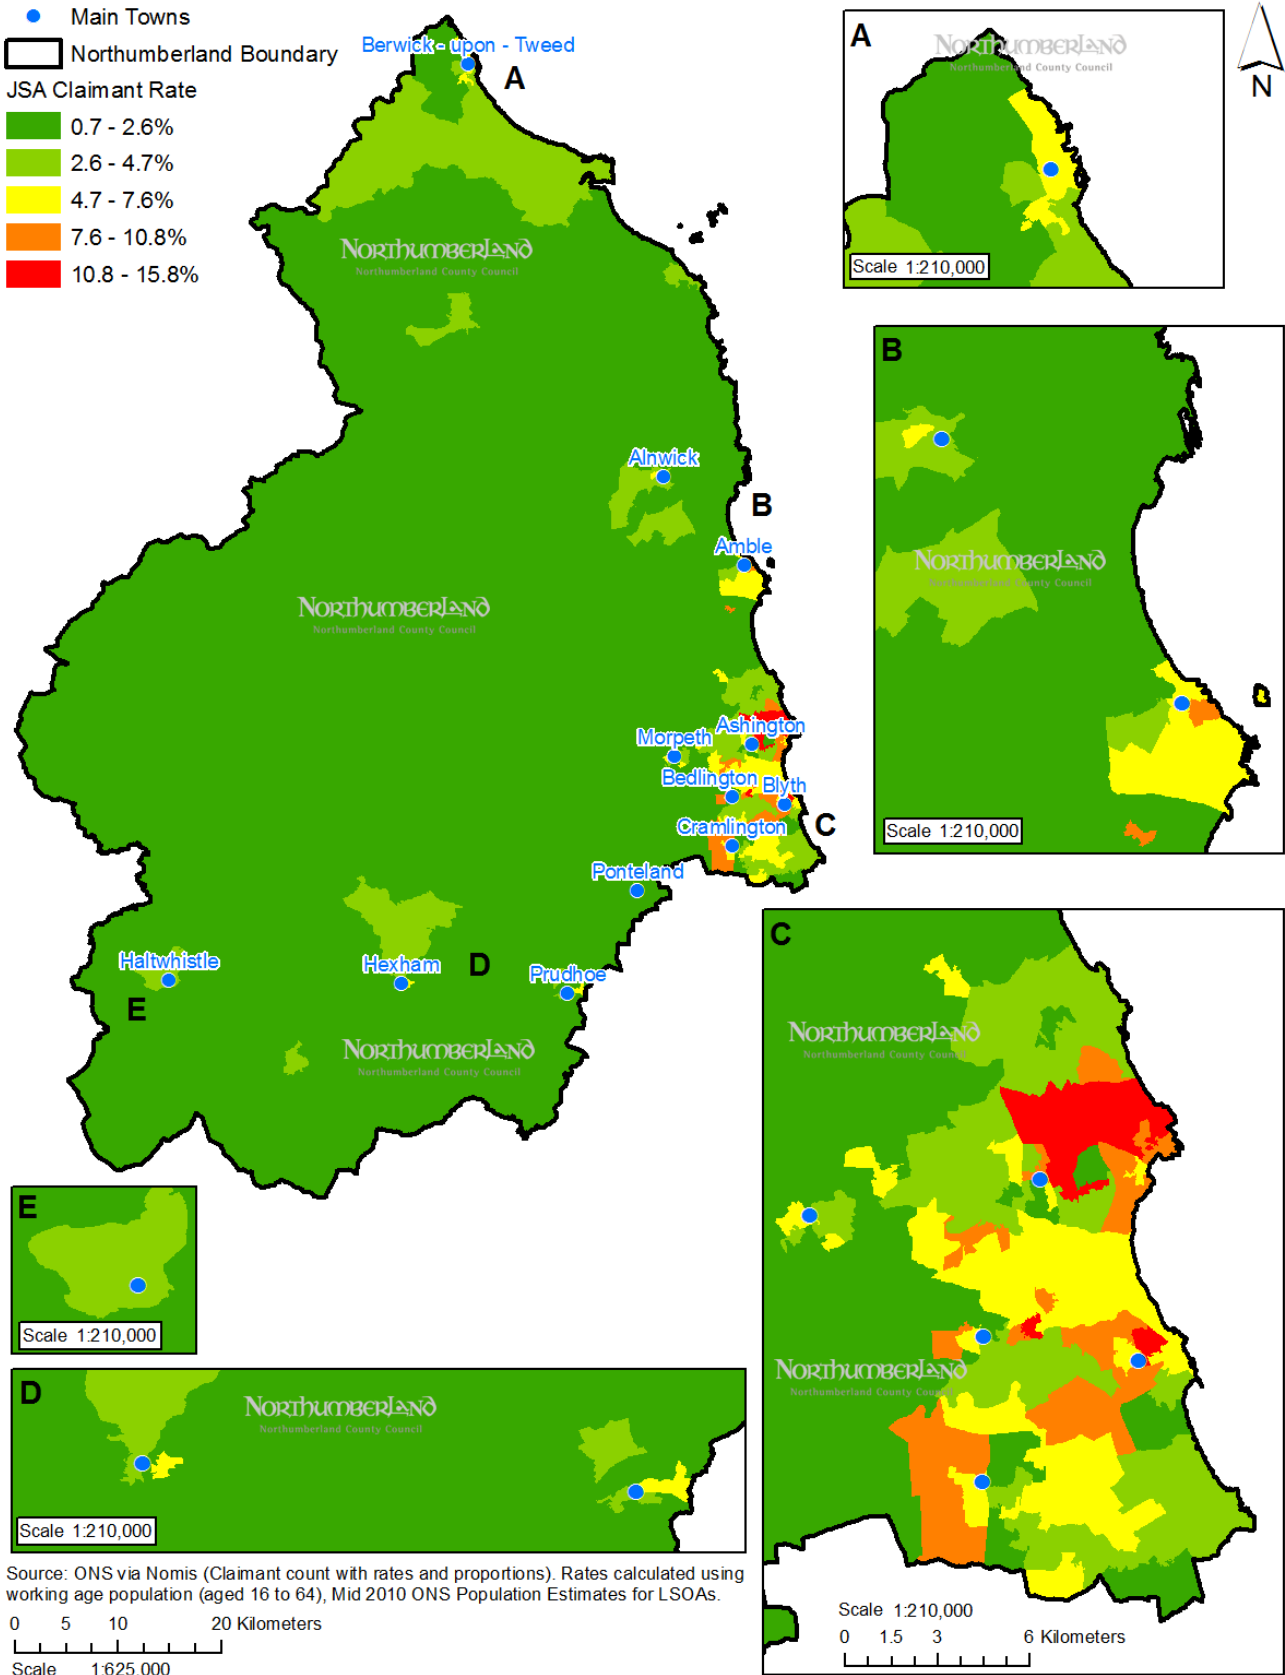 Main Towns
Northumberland Boundary
JSA Claimant Rate
0.7 - 2.6%
2.6 - 4.7%
4.7 - 7.6%
7.6 - 10.8%
10.8 - 15.8%
Berwick - upon - Tweed
A
NORTHUMBERLAND
Northumberland County Council
Alnwick
B
Amble
NORTHUMBERLAND
Northumberland County Council
Ashington
Morpeth
Bedlington
Blyth
Cramlington
C
Ponteland
Haltwhistle
Hexham
D
Prudhoe
E
NORTHUMBERLAND
Northumberland County Council
A
NORTHUMBERLAND
Northumberland County Council
N
Scale 1:210,000
B
NORTHUMBERLAND
Northumberland County Council
Scale 1:210,000
C
NORTHUMBERLAND
Northumberland County Council
NORTHUMBERLAND
Northumberland County Council
Scale 1:210,000
0 1.5 3 6 Kilometers
E
Scale 1:210,000
D
NORTHUMBERLAND
Northumberland County Council
Scale 1:210,000
Source: ONS via Nomis (Claimant count with rates and proportions). Rates calculated using
working age population (aged 16 to 64), Mid 2010 ONS Population Estimates for LSOAs.
0 5 10 20 Kilometers
Scale 1:625,000